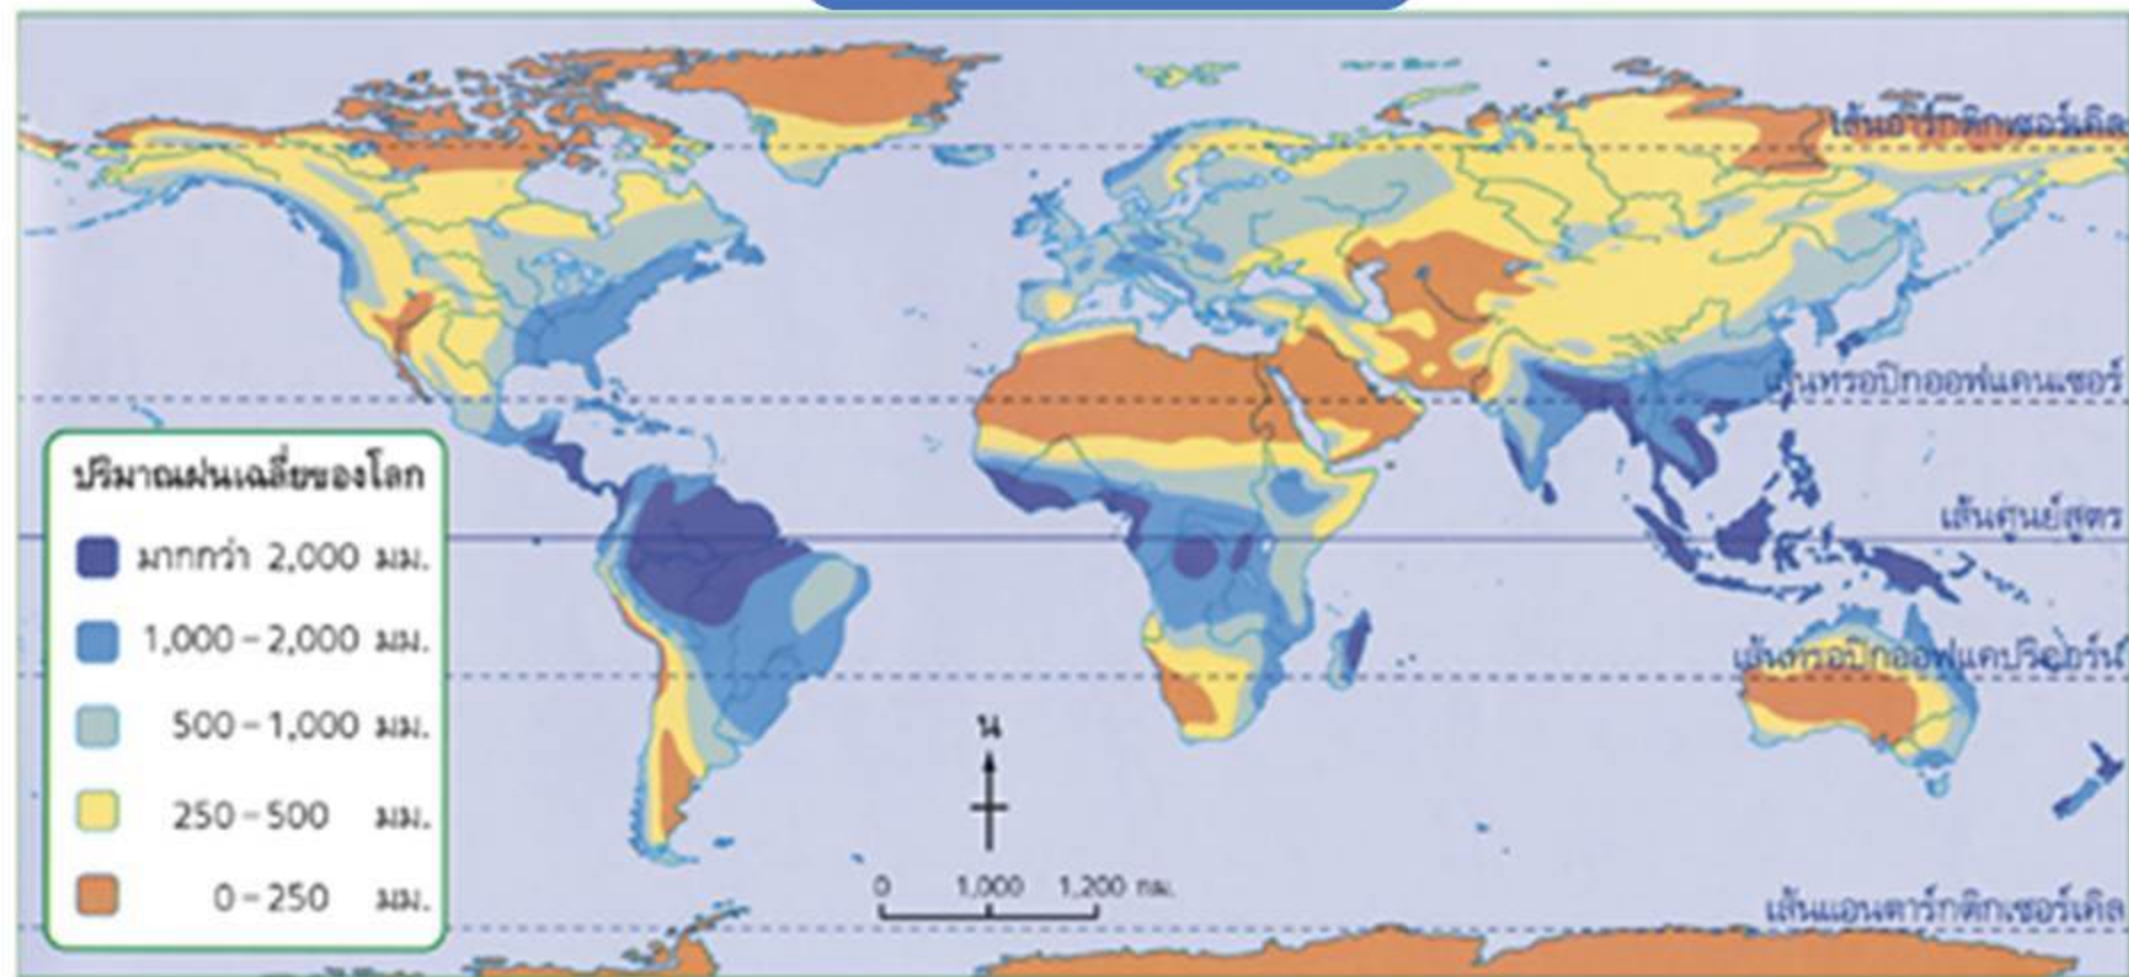 เส้นอาร์กติกเซอร์เคิล
เส้นทรอปิกออฟแคนเซอร์
ปริมาณฝนเฉลี่ยของโลก
เส้นศูนย์สูตร
มากกว่า 2,000 มม.
1,000-2,000 มม.
เส้นทรอปิกออฟแคปริคอร์น
500-1,000 มม.
น
250-500 มม.
0-250 มม.
0 1,000 1,200 กม.
เส้นแอนตาร์กติกเซอร์เคิล